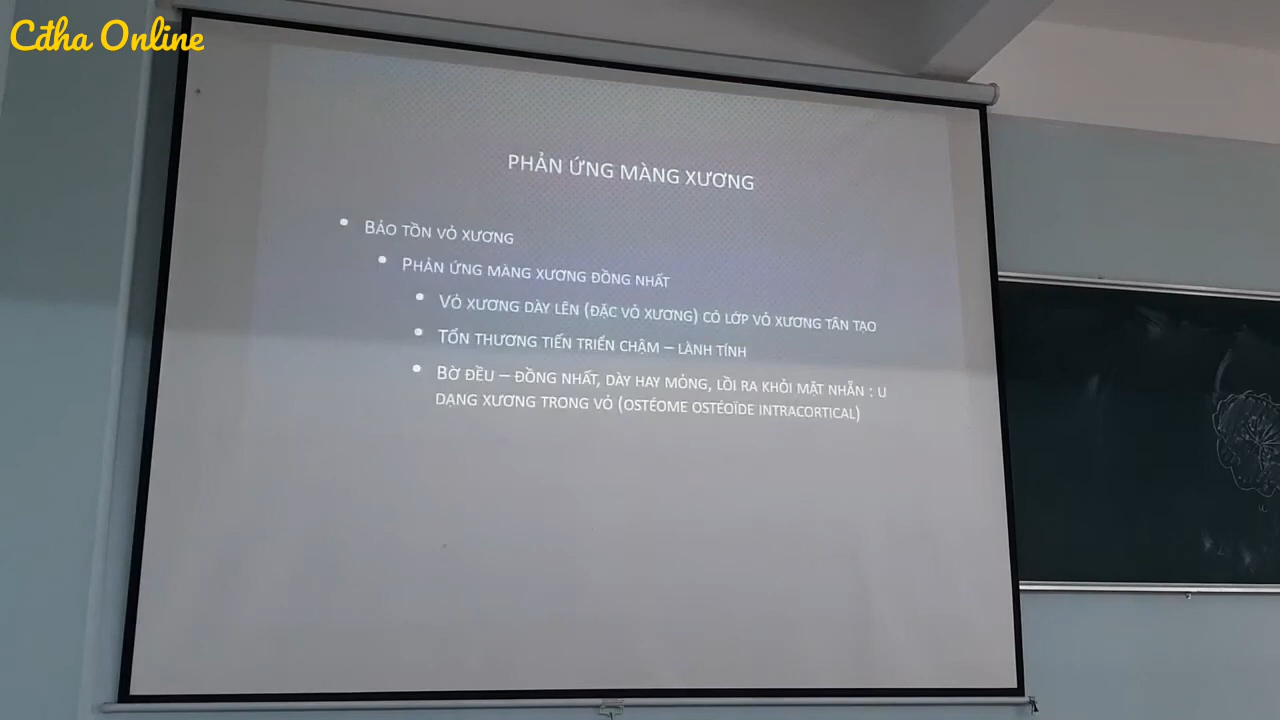 Cđha Online
PHẢN ỨNG MÀNG XƯƠNG
• BẢO TỒN VỎ XƯƠNG
• PHẢN ỨNG MÀNG XƯƠNG ĐỒNG NHẤT
• VỎ XƯƠNG DÀY LÊN (ĐẶC VỎ XƯƠNG) CÓ LỚP VỎ XƯƠNG TÂN TẠO
• TỔN THƯƠNG TIẾN TRIỂN CHẬM – LÀNH TÍNH
• BỜ ĐỀU – ĐỒNG NHẤT, DÀY HAY MỎNG, LỒI RA KHỎI MẶT NHẴN : U
DẠNG XƯƠNG TRONG VỎ (OSTÉOME OSTÉOÏDE INTRACORTICAL)